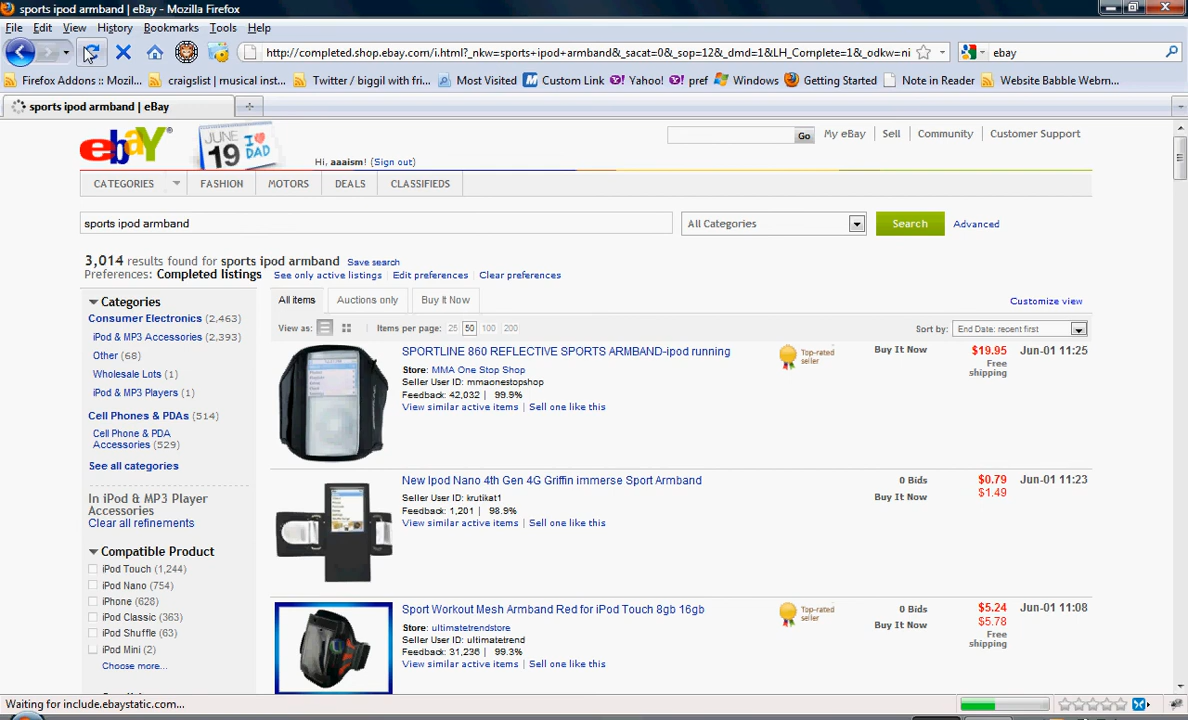 sports ipod armband | eBay - Mozilla Firefox
File Edit View History Bookmarks Tools Help
http://completed.shop.ebay.com/i.html?_nkw=sports+ipod+armband&_sacat=0&_sop=12&_dmd=1&LH_Complete=1&_odkw=ni
ebay
Firefox Addons :: Mozil... craigslist | musical inst... Twitter / biggil with fri... Most Visited Custom Link Yahoo! pref Windows Getting Started Note in Reader Website Babble Webm...
sports ipod armband | eBay
ebay
JUNE 19 I DAD
Hi, aaaism! (Sign out)
Go My eBay Sell Community Customer Support
CATEGORIES FASHION MOTORS DEALS CLASSIFIEDS
sports ipod armband All Categories Search Advanced
3,014 results found for sports ipod armband Save search
Preferences: Completed listings See only active listings | Edit preferences | Clear preferences
Categories
Consumer Electronics (2,463)
iPod & MP3 Accessories (2,393)
Other (68)
Wholesale Lots (1)
iPod & MP3 Players (1)
Cell Phones & PDAs (514)
Cell Phone & PDA
Accessories (529)
See all categories
In iPod & MP3 Player
Accessories
Clear all refinements
Compatible Product
iPod Touch (1,244)
iPod Nano (754)
iPhone (628)
iPod Classic (363)
iPod Shuffle (63)
iPod Mini (2)
Choose more...
All items Auctions only Buy It Now
Customize view
View as: Items per page: 25 50 100 200
Sort by: End Date: recent first
SPORTLINE 860 REFLECTIVE SPORTS ARMBAND-ipod running
Store: MMA One Stop Shop
Seller User ID: mmaonestopshop
Feedback: 42,032 | 99.9%
View similar active items | Sell one like this
Top-rated
seller
Buy It Now $19.95 Jun-01 11:25
Free
shipping
New Ipod Nano 4th Gen 4G Griffin immerse Sport Armband
Seller User ID: krutikat1
Feedback: 1,201 | 98.9%
View similar active items | Sell one like this
0 Bids $0.79 Jun-01 11:23
Buy It Now $1.49
Sport Workout Mesh Armband Red for iPod Touch 8gb 16gb
Store: ultimatetrendstore
Seller User ID: ultimatetrend
Feedback: 31,236 | 99.3%
View similar active items | Sell one like this
Top-rated
seller
0 Bids $5.24 Jun-01 11:08
Buy It Now $5.78
Free
shipping
Waiting for include.ebaystatic.com...